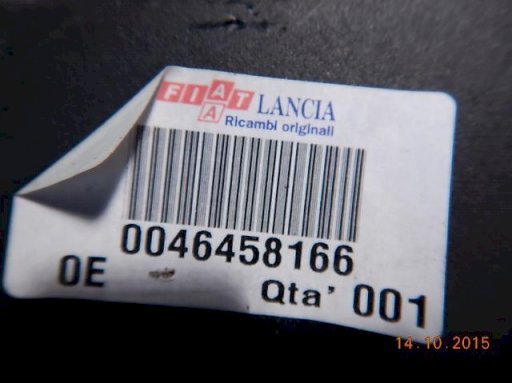 FIAT LANCIA
A
Ricambi originali
0046458166
0E
Qta' 001
14.10.2015